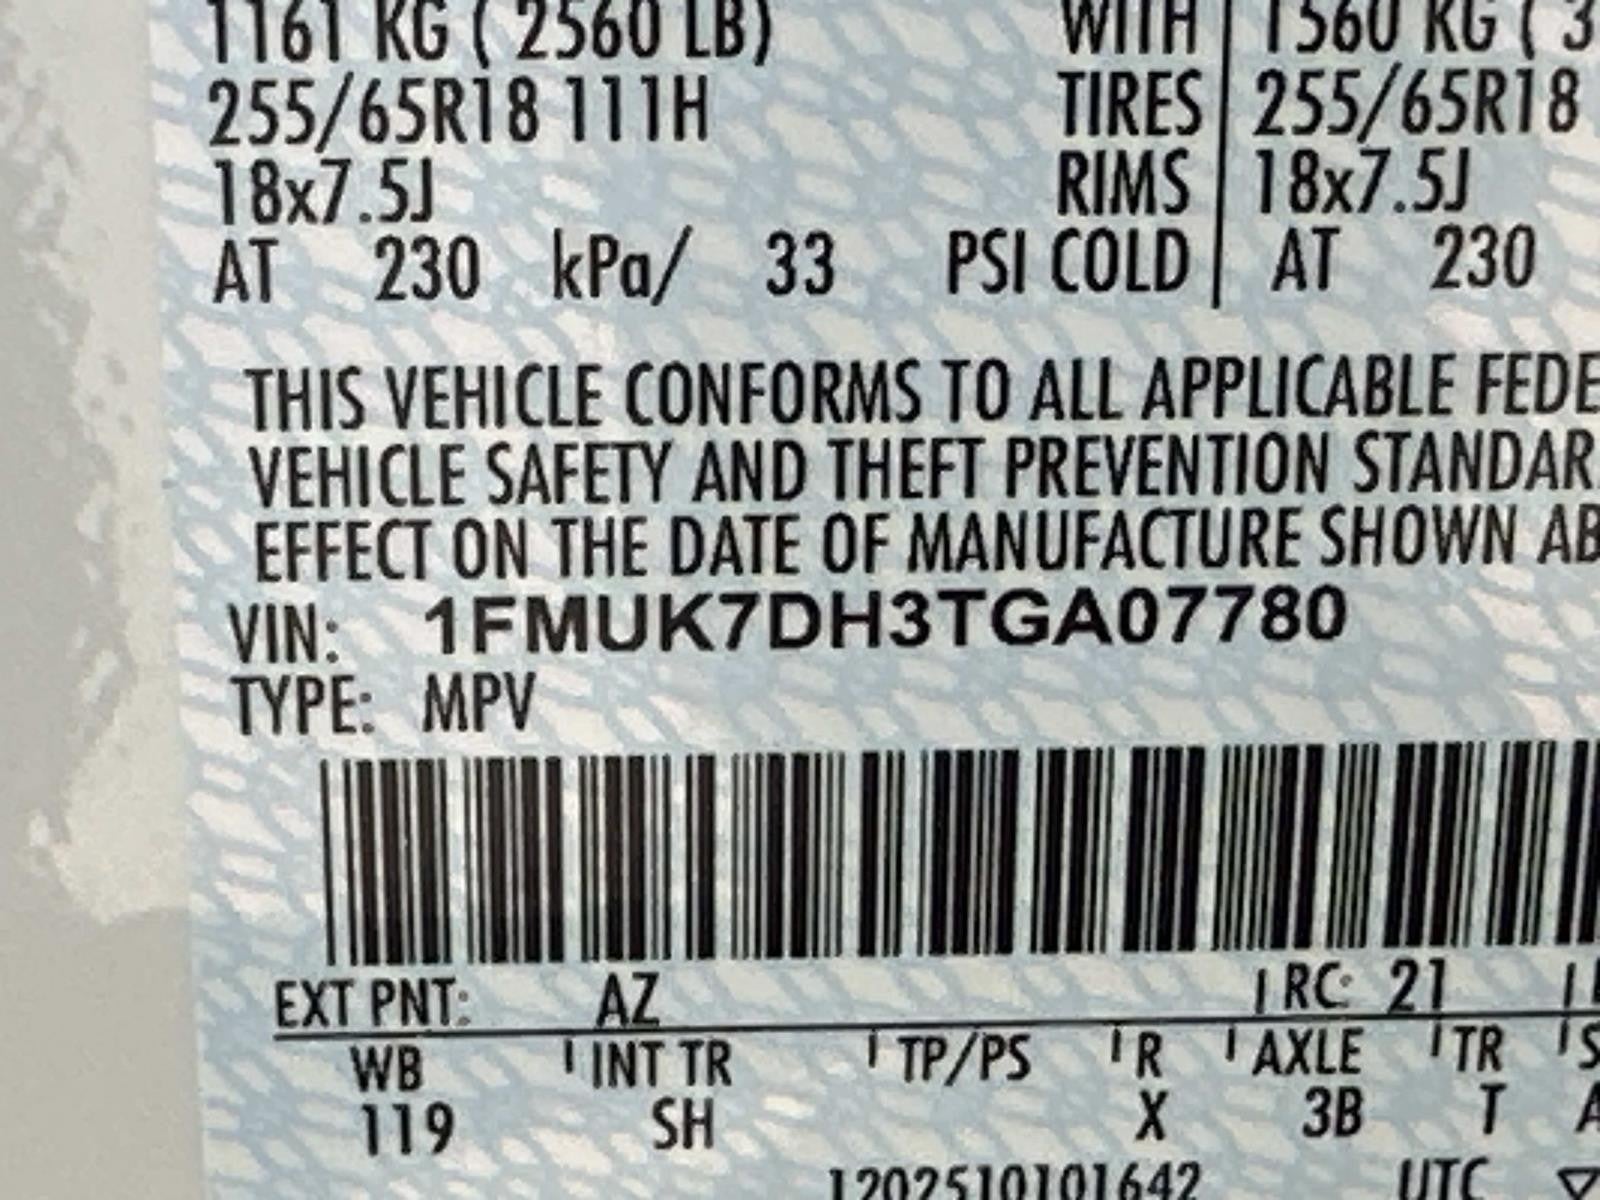 1161 KG ( 2560 LB) WITH 1560 KG ( 3
255/65R18 111H TIRES 255/65R18
18x7.5J RIMS 18x7.5J
AT 230 kPa/ 33 PSI COLD AT 230
THIS VEHICLE CONFORMS TO ALL APPLICABLE FEDE
VEHICLE SAFETY AND THEFT PREVENTION STANDAR
EFFECT ON THE DATE OF MANUFACTURE SHOWN AB
VIN: 1FMUK7DH3TGA07780
TYPE: MPV
EXT PNT: AZ RC: 21
WB INT TR TP/PS R AXLE TR S
119 SH X 3B T A
1202510101642 UTC